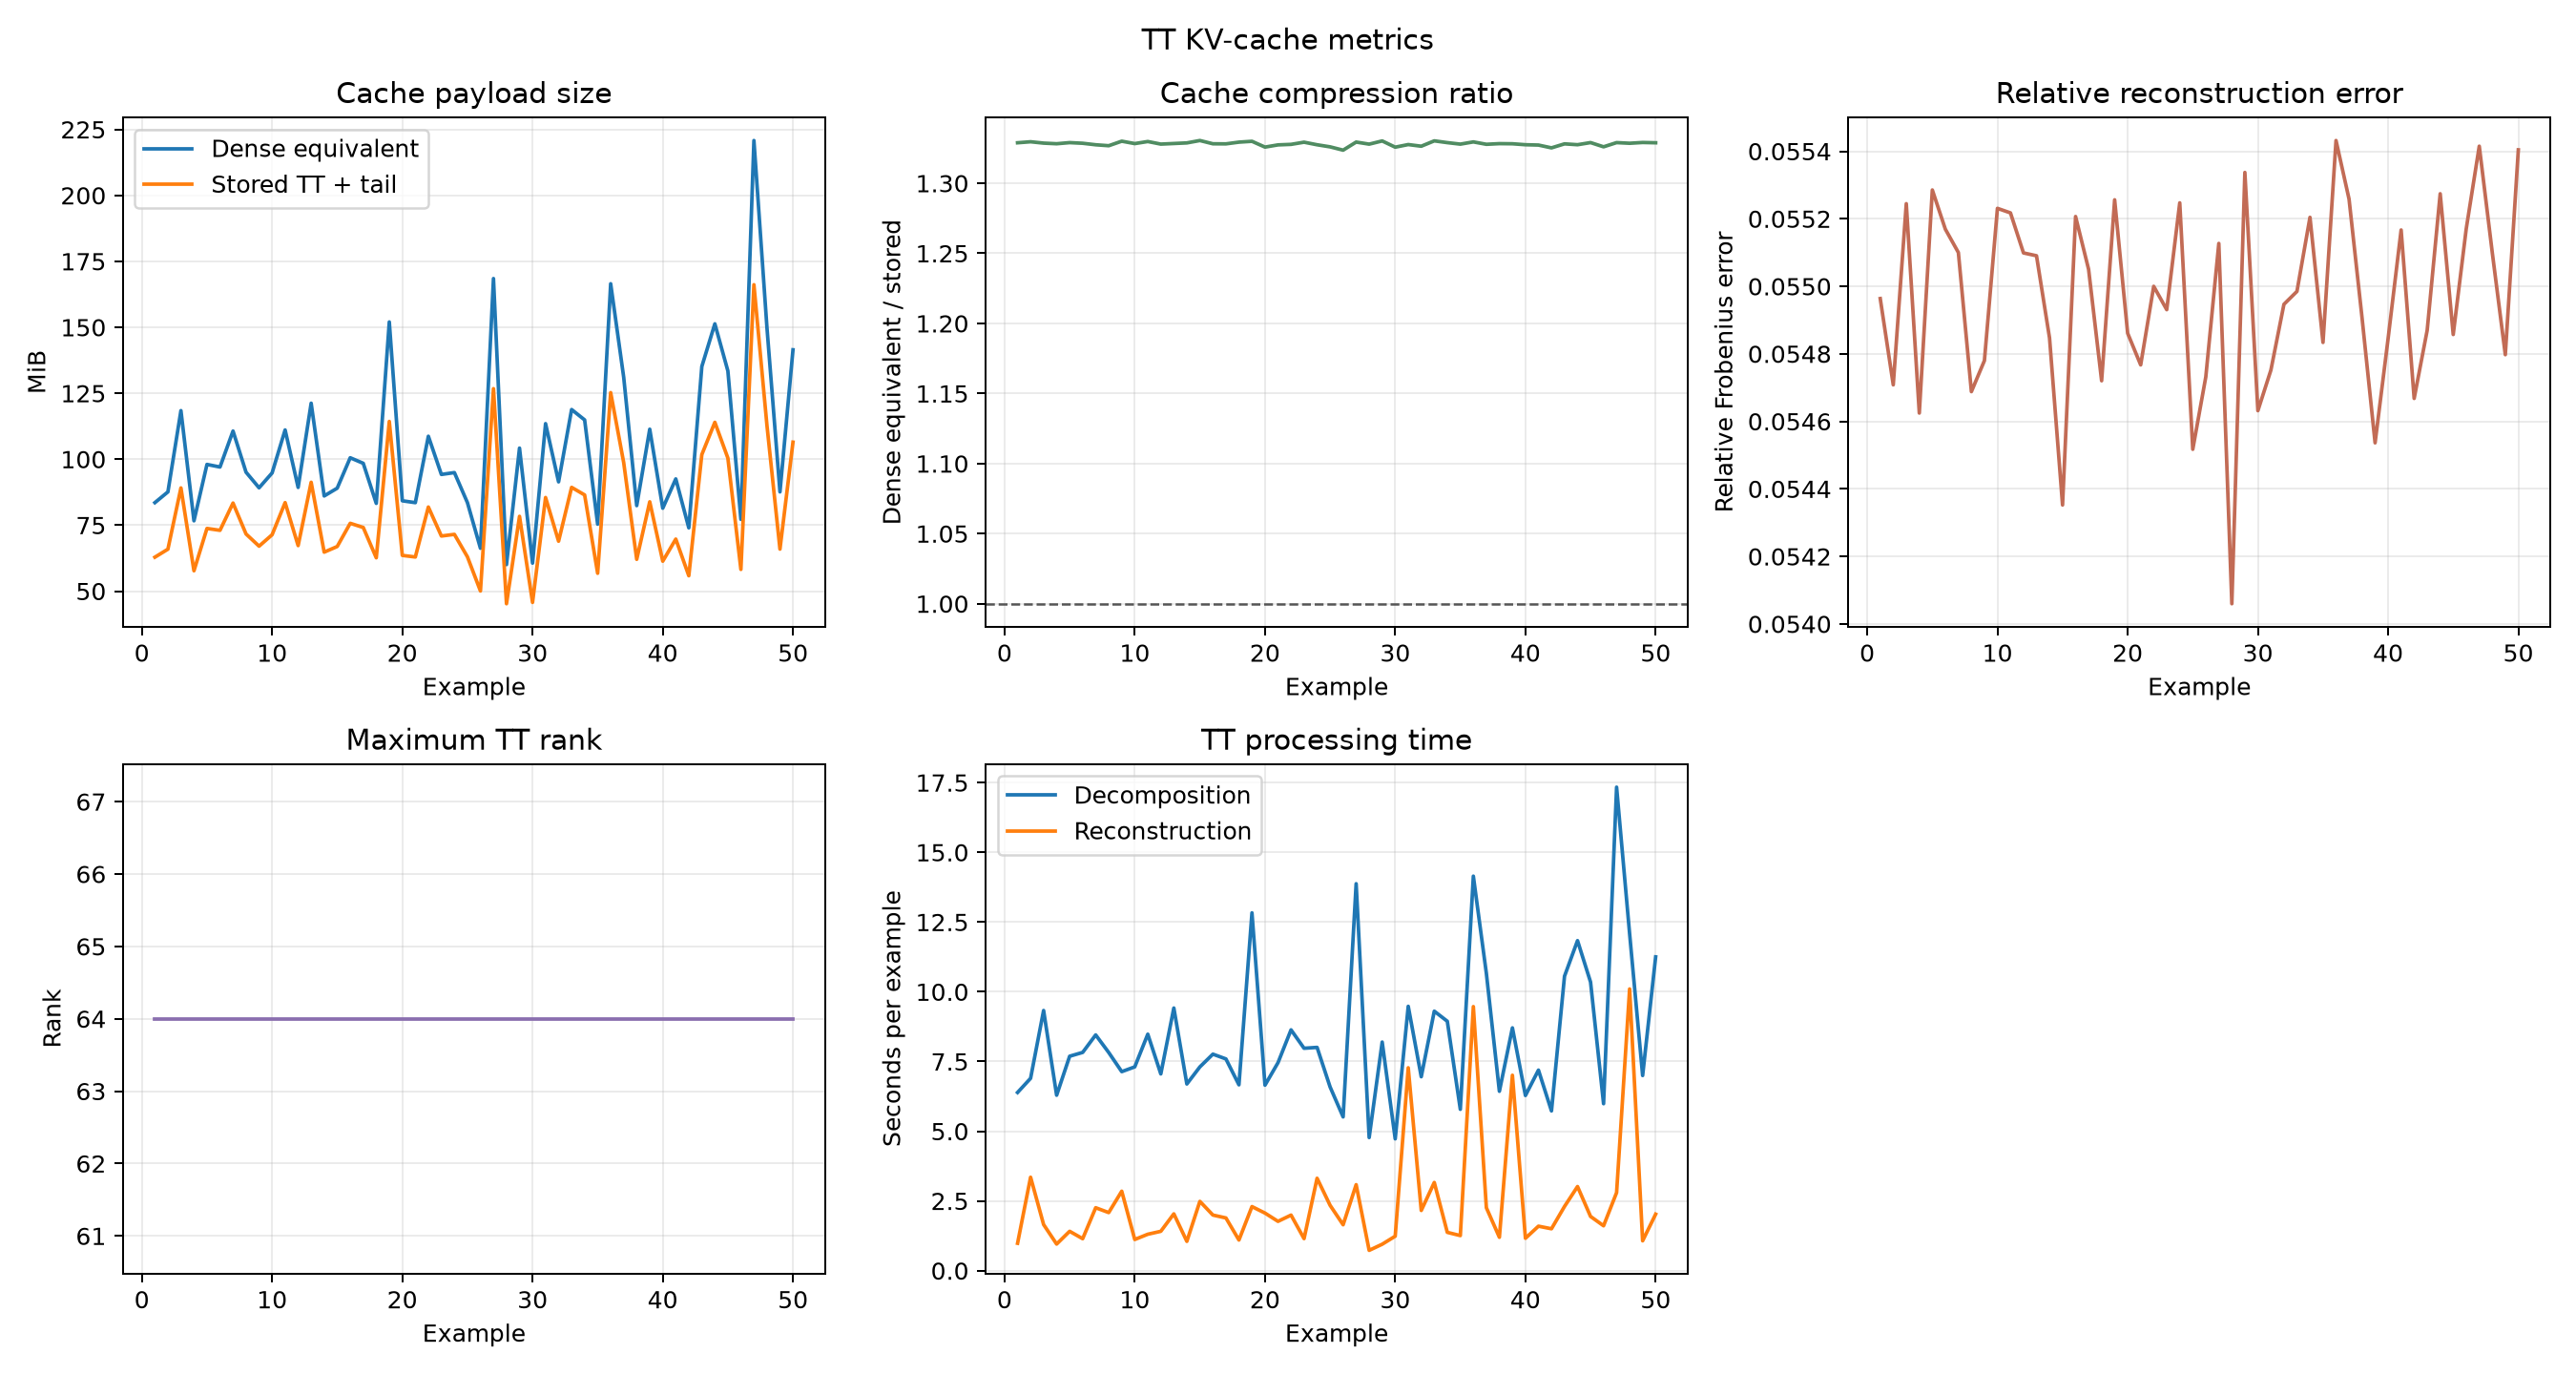 TT KV-cache metrics
Cache payload size
225
200
175
150
125
100
75
50
MiB
Dense equivalent
Stored TT + tail
0 10 20 30 40 50
Example
Cache compression ratio
1.30
1.25
1.20
1.15
1.10
1.05
1.00
Dense equivalent / stored
0 10 20 30 40 50
Example
Relative reconstruction error
0.0554
0.0552
0.0550
0.0548
0.0546
0.0544
0.0542
0.0540
Relative Frobenius error
0 10 20 30 40 50
Example
Maximum TT rank
67
66
65
64
63
62
61
Rank
0 10 20 30 40 50
Example
TT processing time
17.5
15.0
12.5
10.0
7.5
5.0
2.5
0.0
Seconds per example
Decomposition
Reconstruction
0 10 20 30 40 50
Example